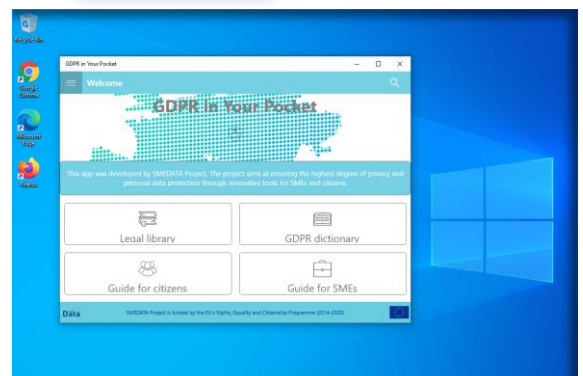 Recycle Bin
Google
Chrome
Microsoft
Edge
Firefox
GDPR in Your Pocket
Welcome
GDPR in Your Pocket
This app was developed by SMEDATA Project. The project aims at ensuring the highest degree of privacy and
personal data protection through innovative tools for SMEs and citizens.
Legal library
GDPR dictionary
Guide for citizens
Guide for SMEs
Data
SMEDATA Project is funded by the EU's Rights, Equality and Citizenship Programme (2014-2020)